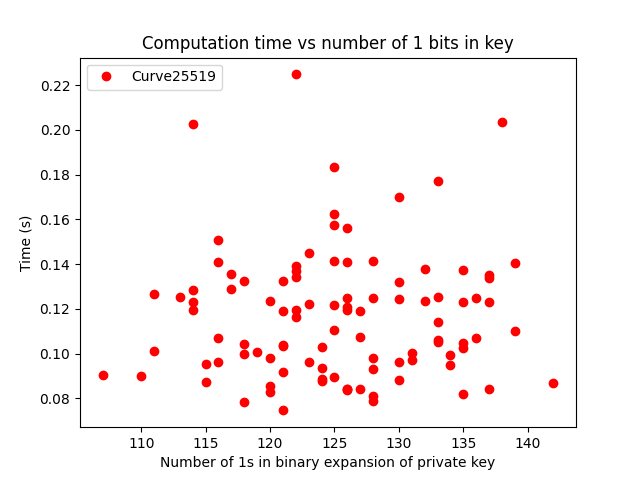 Computation time vs number of 1 bits in key
Curve25519
0.22
0.20
0.18
0.16
0.14
0.12
0.10
0.08
Time (s)
110 115 120 125 130 135 140
Number of 1s in binary expansion of private key